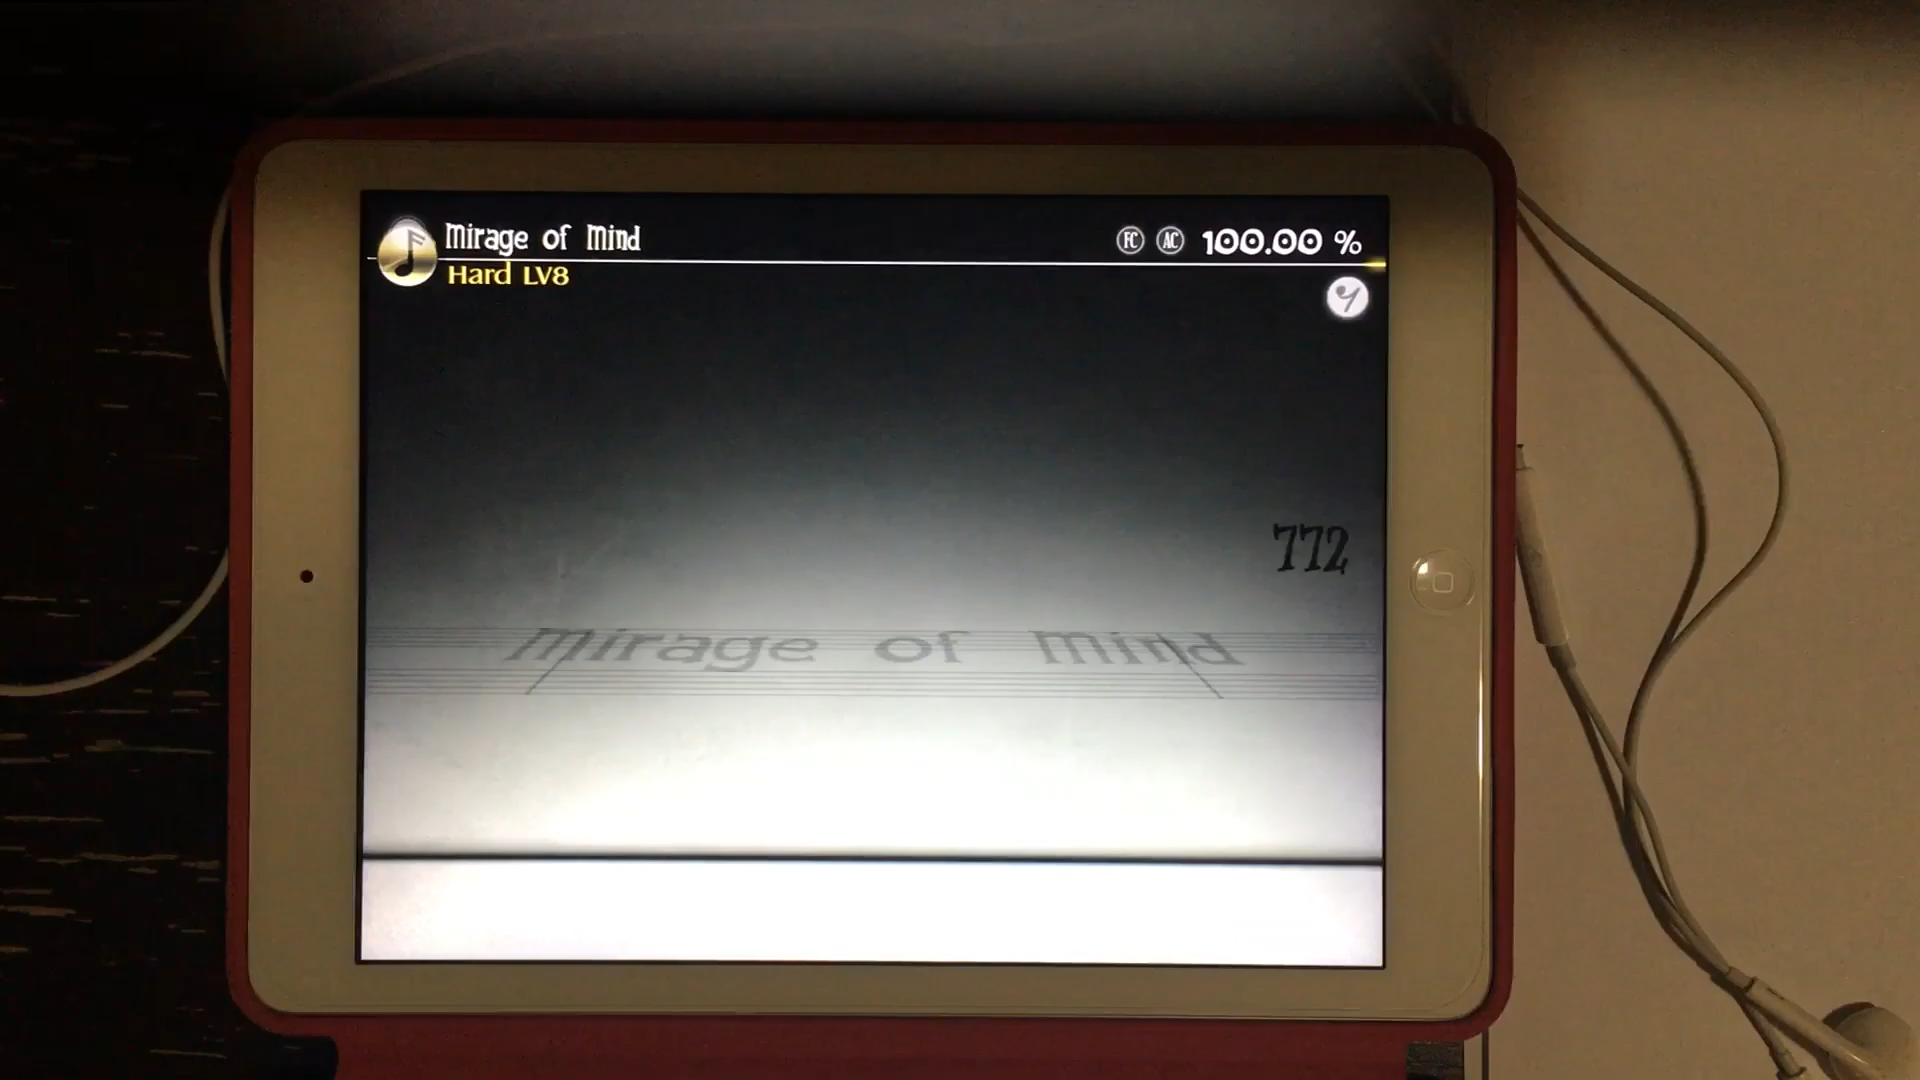 Mirage of Mind
FC AC 100.00 %
Hard LV8
772
Mirage of Mind